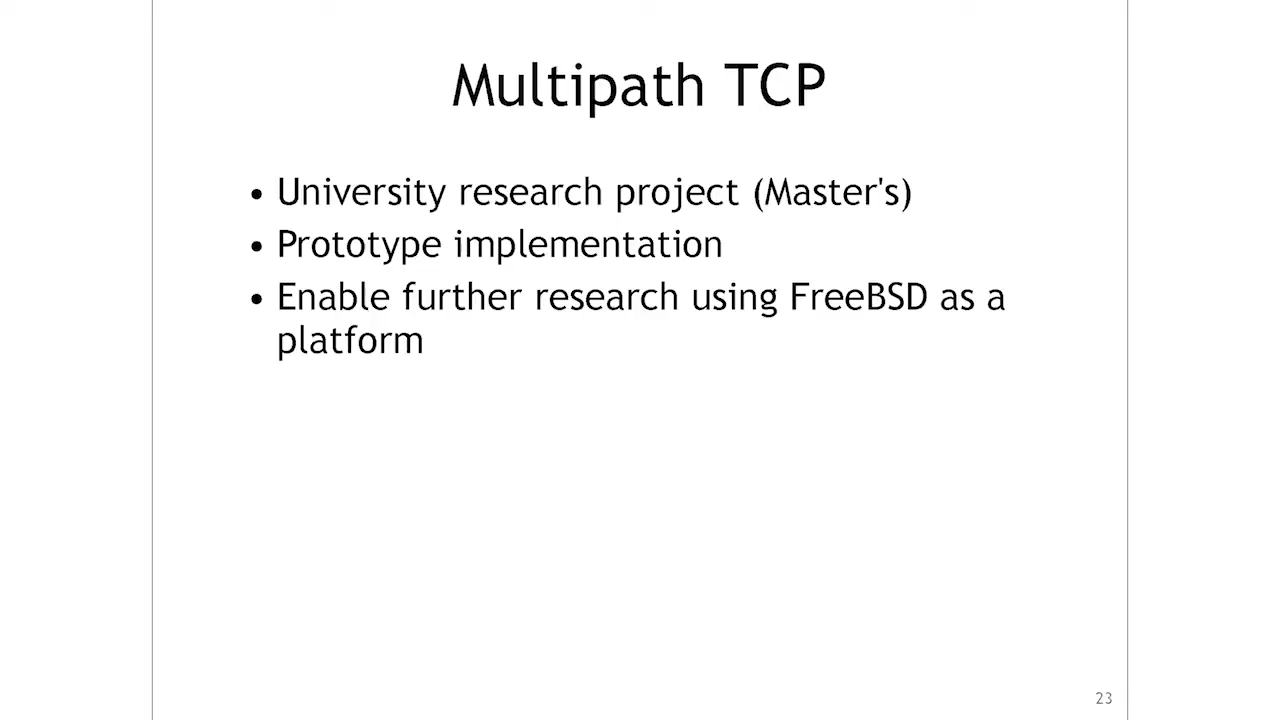 Multipath TCP
• University research project (Master's)
• Prototype implementation
• Enable further research using FreeBSD as a
platform
23